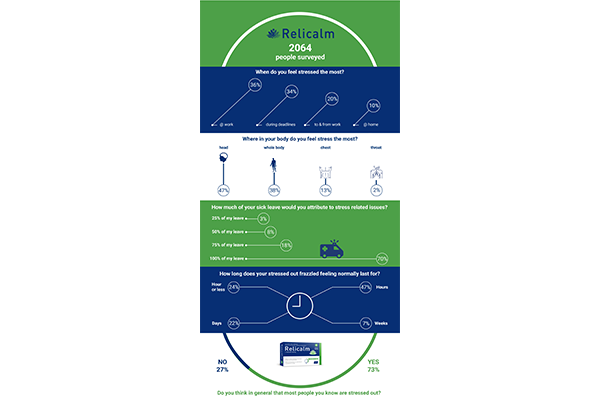 Relicalm
2064
people surveyed
When do you feel stressed the most?
36%
34%
20%
10%
@ work
during deadlines
to & from work
@ home
Where in your body do you feel stress the most?
head
whole body
chest
throat
47%
38%
13%
2%
How much of your sick leave would you attribute to stress related issues?
25% of my leave
3%
50% of my leave
8%
75% of my leave
18%
100% of my leave
70%
How long does your stressed out frazzled feeling normally last for?
Hour
or less
24%
47%
Hours
Days
22%
7%
Weeks
Relicalm
NO
27%
YES
73%
Do you think in general that most people you know are stressed out?